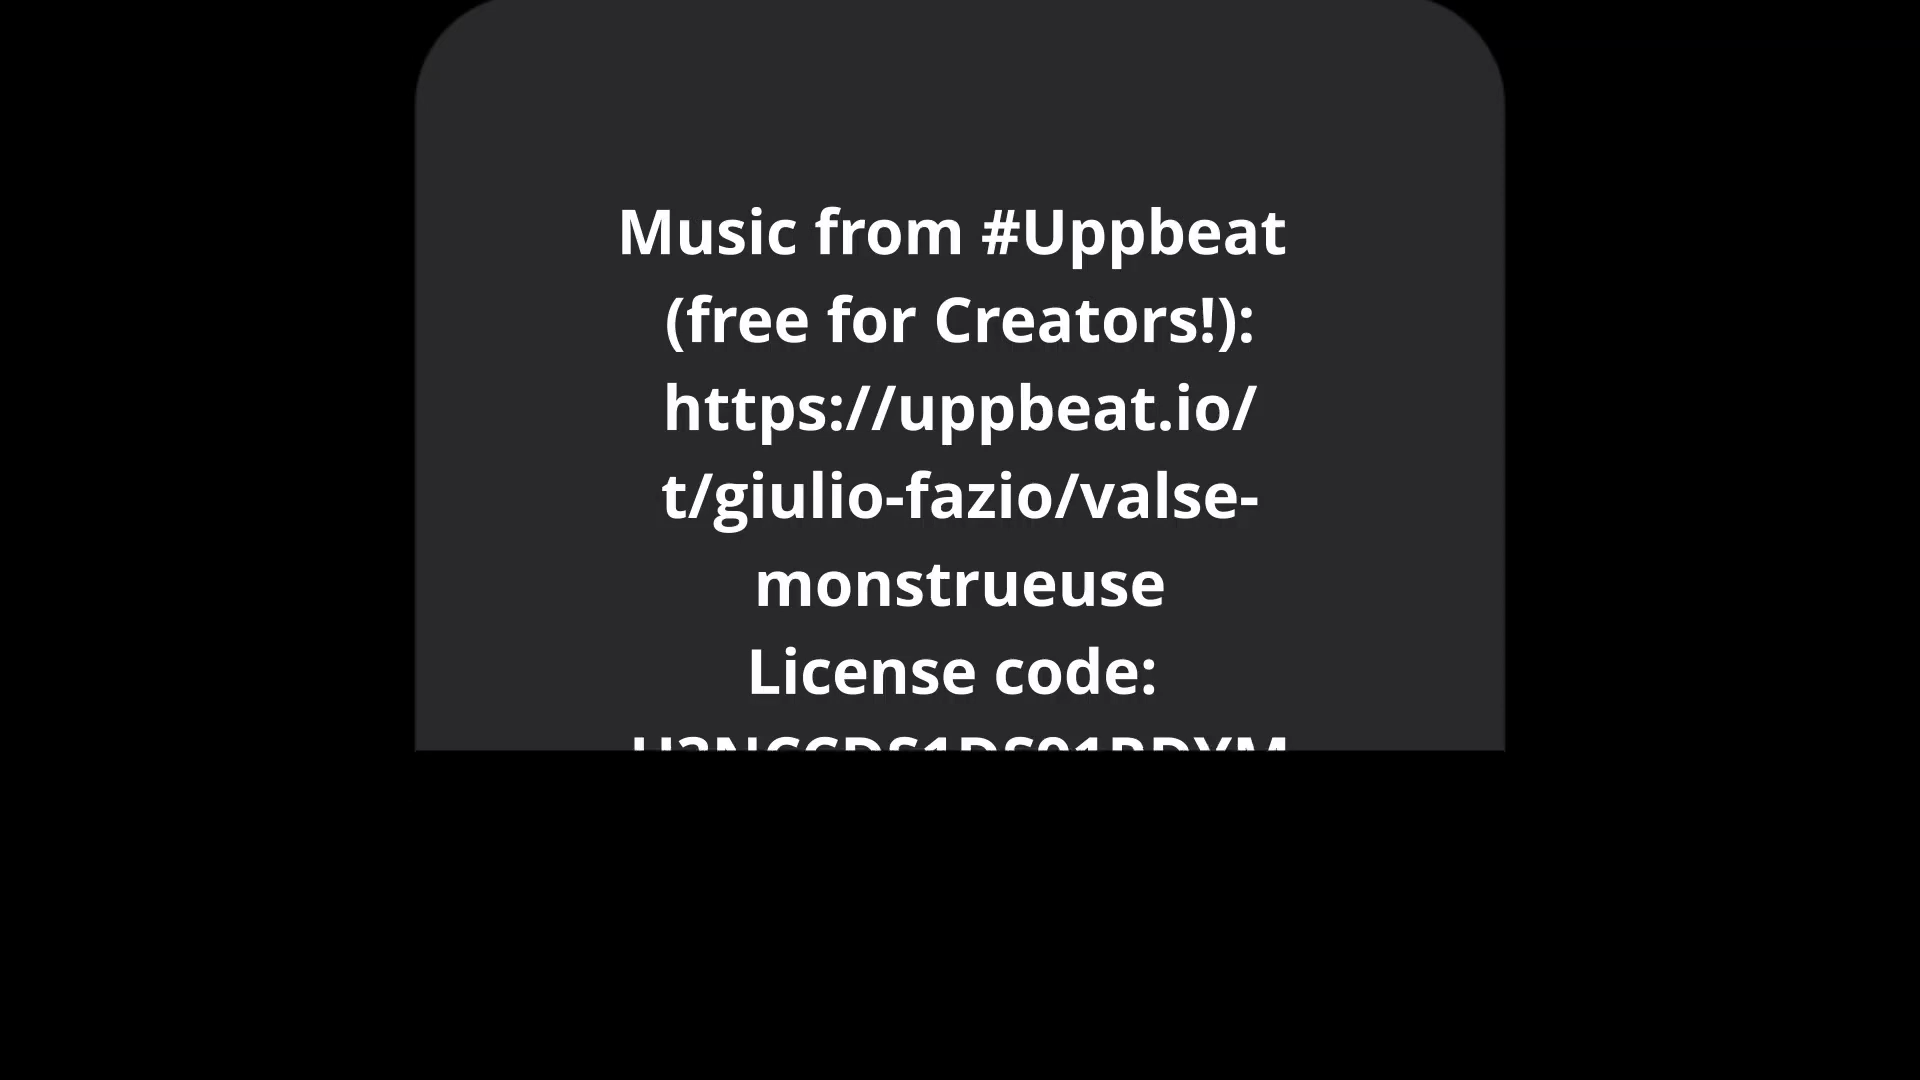 Music from #Uppbeat
(free for Creators!):
https://uppbeat.io/
t/giulio-fazio/valse-
monstrueuse
License code: